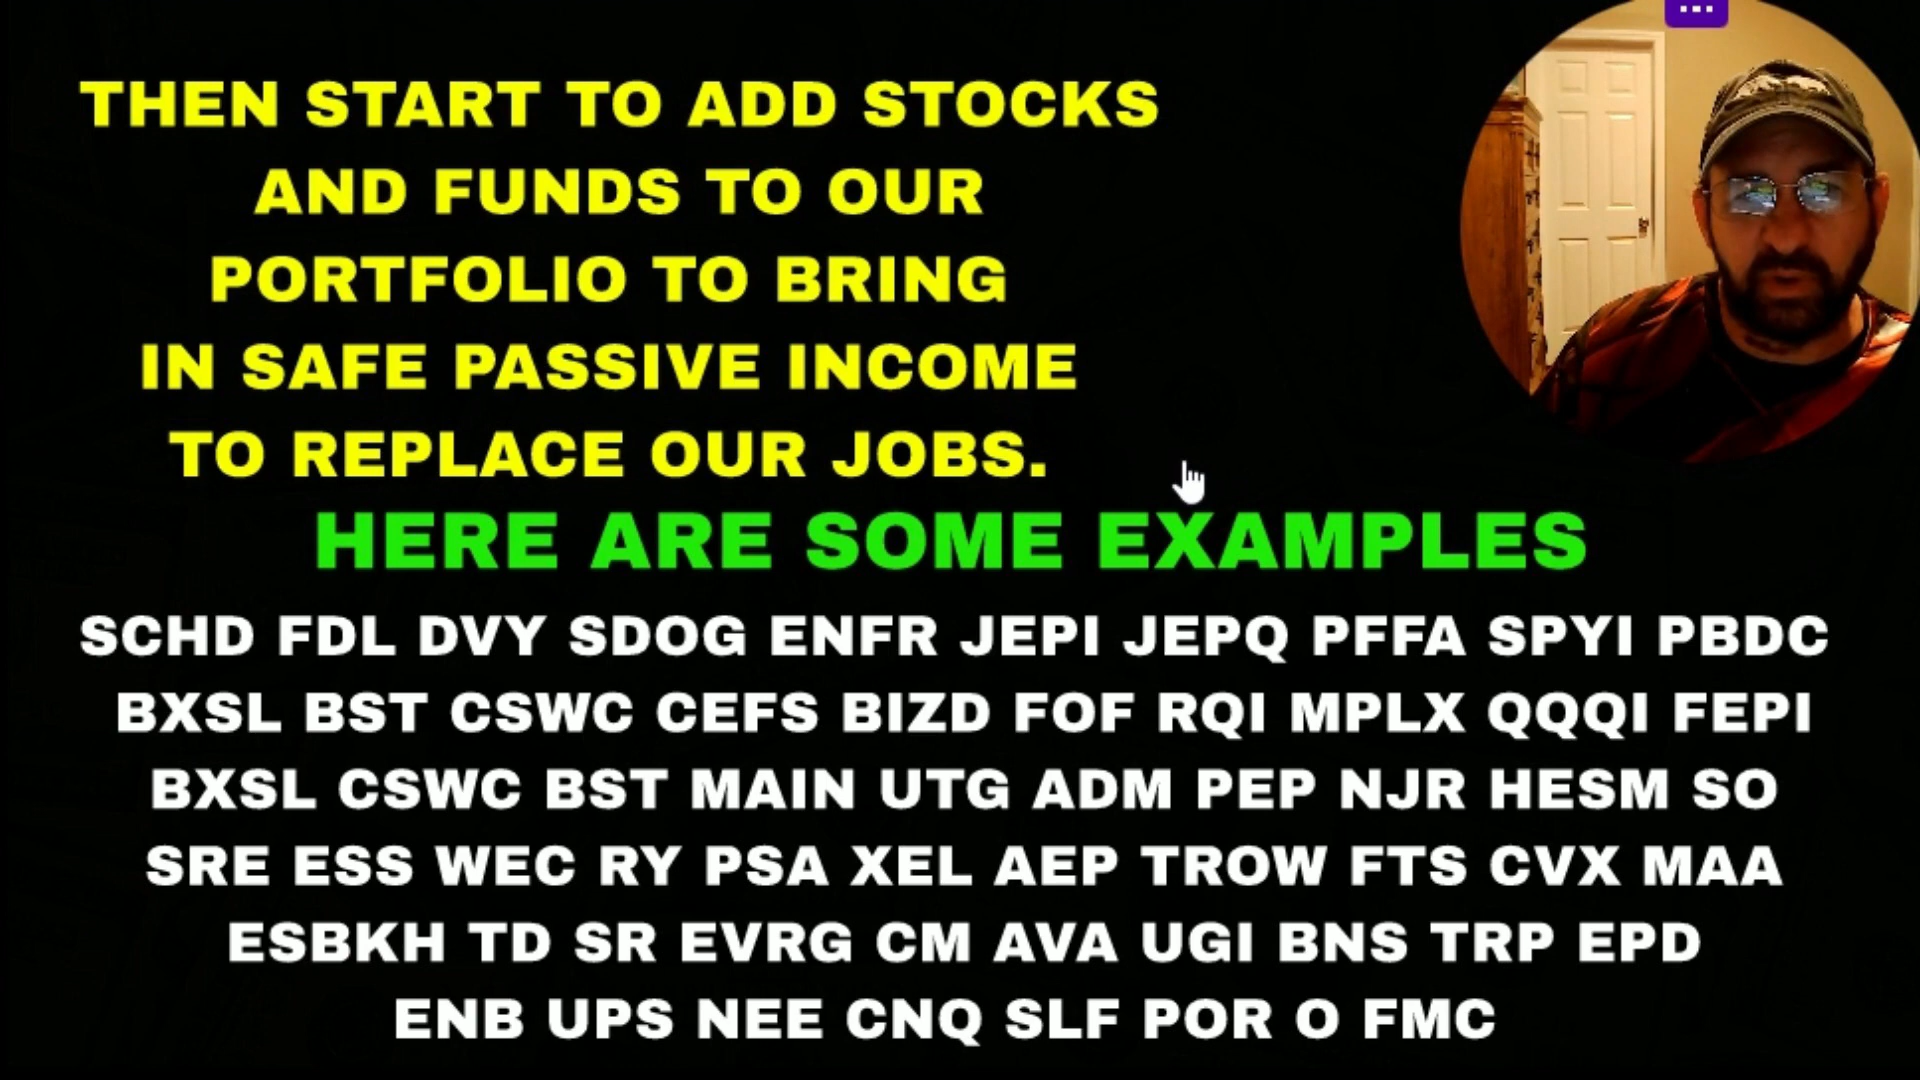 THEN START TO ADD STOCKS
AND FUNDS TO OUR
PORTFOLIO TO BRING
IN SAFE PASSIVE INCOME
TO REPLACE OUR JOBS.
HERE ARE SOME EXAMPLES
SCHD FDL DVY SDOG ENFR JEPI JEPQ PFFA SPYI PBDC
BXSL BST CSWC CEFS BIZD FOF RQI MPLX QQQI FEPI
BXSL CSWC BST MAIN UTG ADM PEP NJR HESM SO
SRE ESS WEC RY PSA XEL AEP TROW FTS CVX MAA
ESBKH TD SR EVRG CM AVA UGI BNS TRP EPD
ENB UPS NEE CNQ SLF POR O FMC